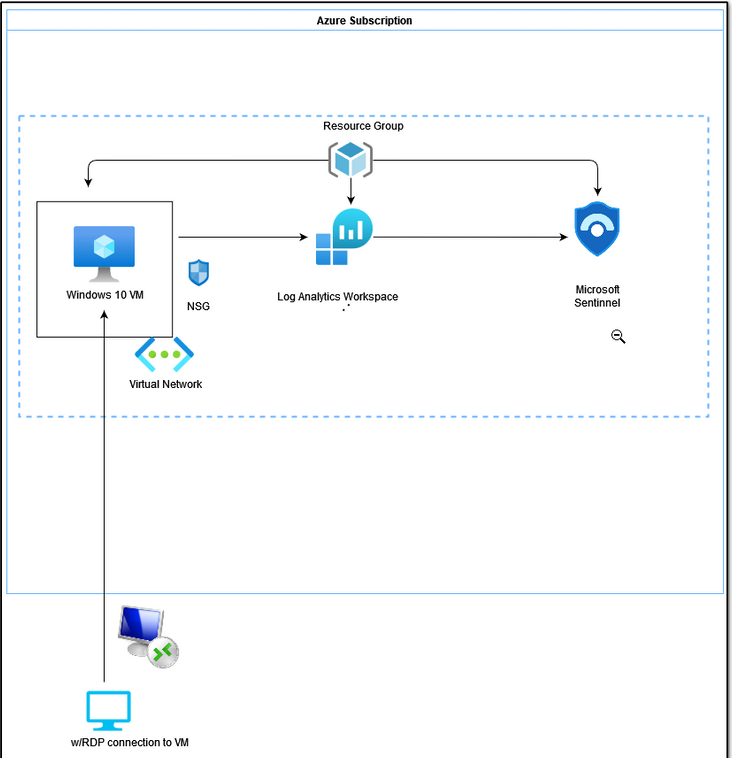 Azure Subscription
Resource Group
Windows 10 VM
NSG
Log Analytics Workspace
Microsoft
Sentinnel
Virtual Network
w/RDP connection to VM